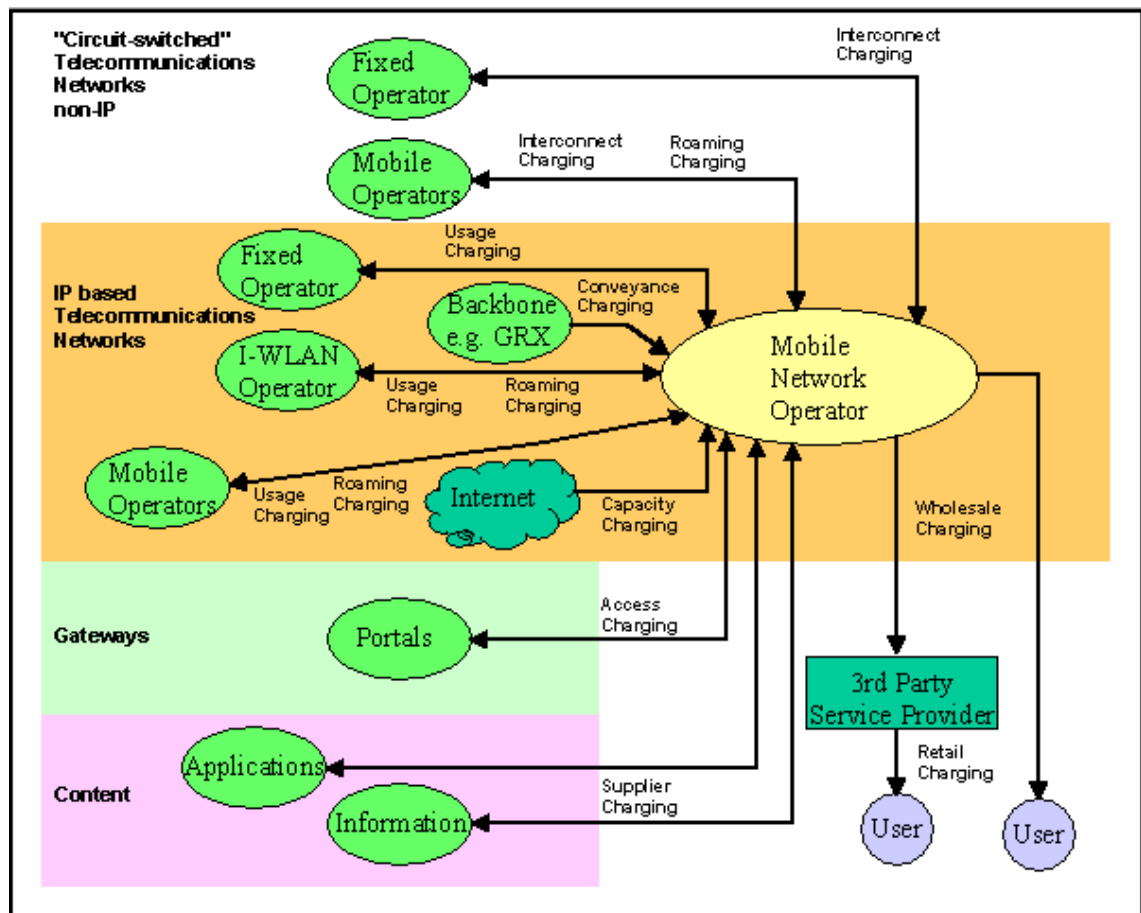 "Circuit-switched"
Telecommunications
Networks
non-IP
Fixed
Operator
Interconnect
Charging
Mobile
Operators
Interconnect
Charging
Roaming
Charging
IP based
Telecommunications
Networks
Fixed
Operator
Usage
Charging
Backbone
e.g. GRX
Conveyance
Charging
I-WLAN
Operator
Usage
Charging
Roaming
Charging
Mobile
Network
Operator
Mobile
Operators
Usage
Charging
Roaming
Charging
Internet
Capacity
Charging
Wholesale
Charging
Gateways
Portals
Access
Charging
3rd Party
Service Provider
Content
Applications
Information
Supplier
Charging
Retail
Charging
User
User